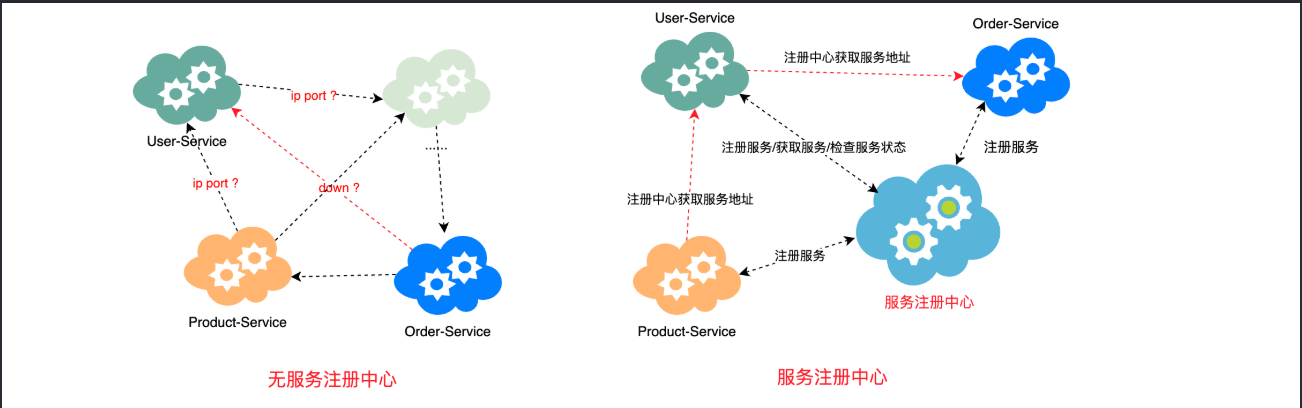 User-Service
ip port ?
......
ip port ?
down ?
Product-Service
Order-Service
无服务注册中心
User-Service
Order-Service
注册中心获取服务地址
注册服务/获取服务/检查服务状态
注册服务
注册中心获取服务地址
注册服务
服务注册中心
Product-Service
服务注册中心